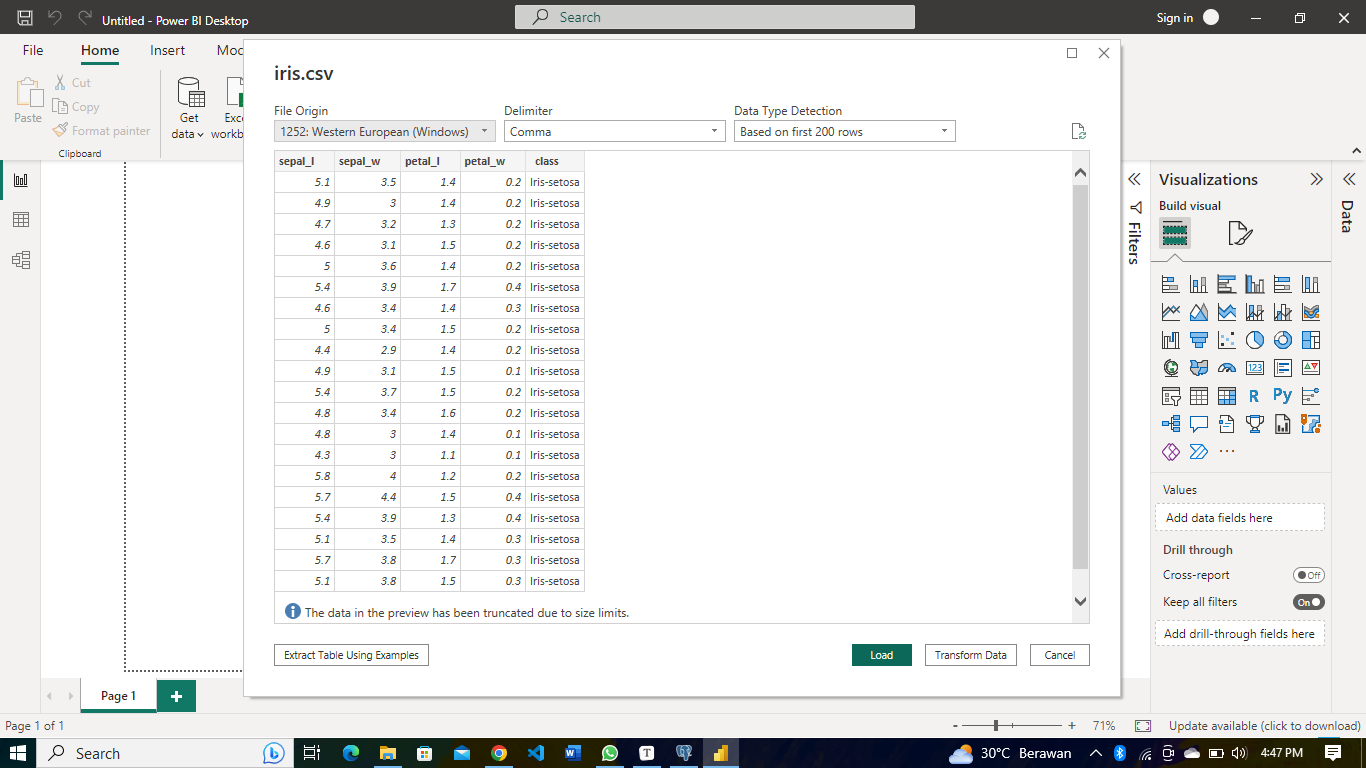 Untitled - Power BI Desktop
Search
Sign in
File
Home
Insert
Mod
Paste
Cut
Copy
Format painter
Clipboard
Get
data
Exce
workb
iris.csv
File Origin
Delimiter
Data Type Detection
1252: Western European (Windows)
Comma
Based on first 200 rows
sepal_l sepal_w petal_l petal_w class
5.1 3.5 1.4 0.2 Iris-setosa
4.9 3 1.4 0.2 Iris-setosa
4.7 3.2 1.3 0.2 Iris-setosa
4.6 3.1 1.5 0.2 Iris-setosa
5 3.6 1.4 0.2 Iris-setosa
5.4 3.9 1.7 0.4 Iris-setosa
4.6 3.4 1.4 0.3 Iris-setosa
5 3.4 1.5 0.2 Iris-setosa
4.4 2.9 1.4 0.2 Iris-setosa
4.9 3.1 1.5 0.1 Iris-setosa
5.4 3.7 1.5 0.2 Iris-setosa
4.8 3.4 1.6 0.2 Iris-setosa
4.8 3 1.4 0.1 Iris-setosa
4.3 3 1.1 0.1 Iris-setosa
5.8 4 1.2 0.2 Iris-setosa
5.7 4.4 1.5 0.4 Iris-setosa
5.4 3.9 1.3 0.4 Iris-setosa
5.1 3.5 1.4 0.3 Iris-setosa
5.7 3.8 1.7 0.3 Iris-setosa
5.1 3.8 1.5 0.3 Iris-setosa
The data in the preview has been truncated due to size limits.
Extract Table Using Examples
Load
Transform Data
Cancel
Filters
Visualizations
Build visual
123
R
Py
Values
Add data fields here
Drill through
Cross-report
Off
Keep all filters
On
Add drill-through fields here
Data
Page 1
Page 1 of 1
- + 71%
Update available (click to download)
Search
30°C Berawan
4:47 PM